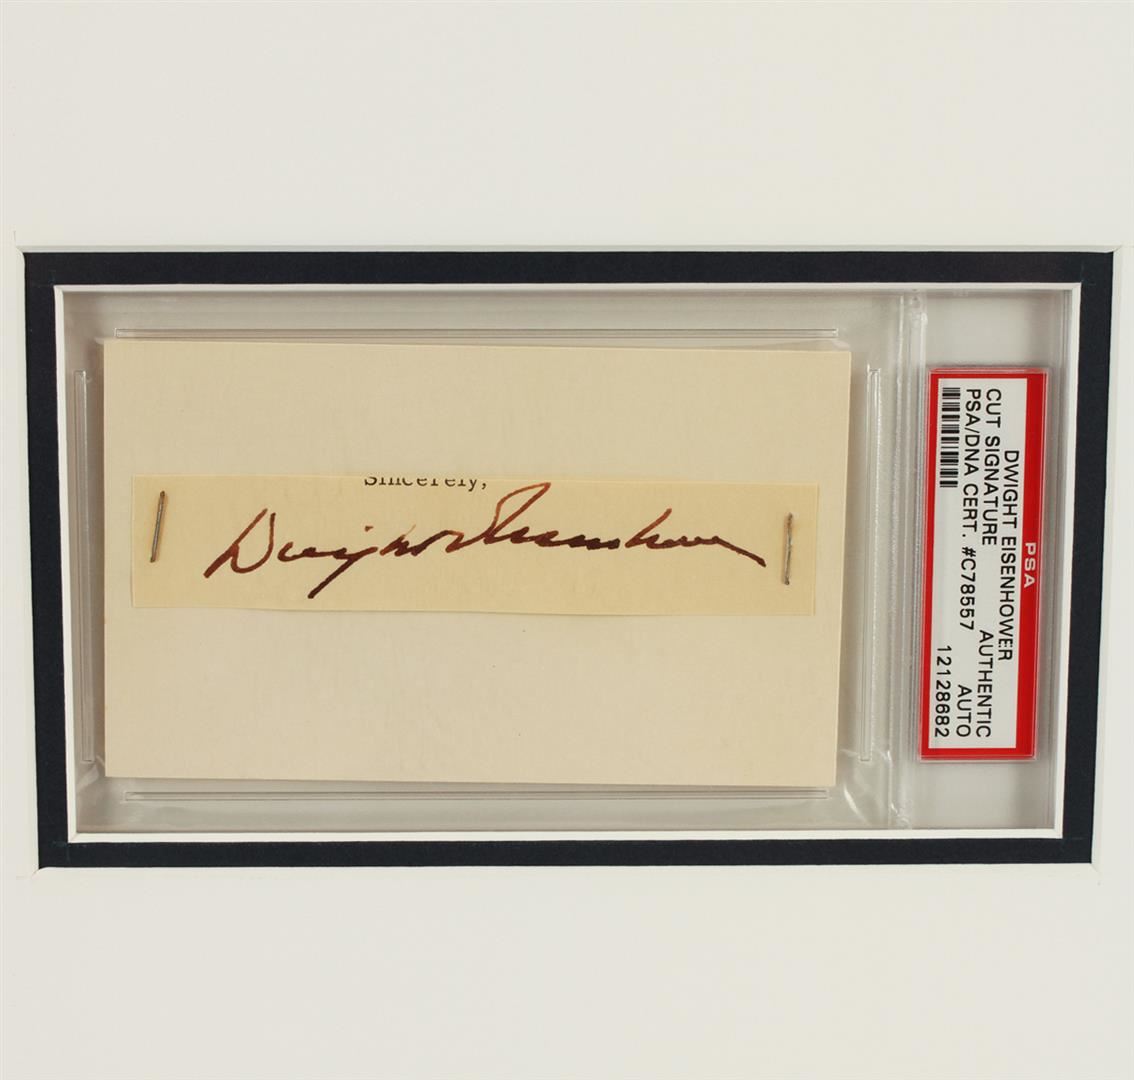 Sincerely,
Dwight Eisenhower
PSA
DWIGHT EISENHOWER
CUT SIGNATURE AUTHENTIC
PSA/DNA CERT. #C78557 AUTO
12128682